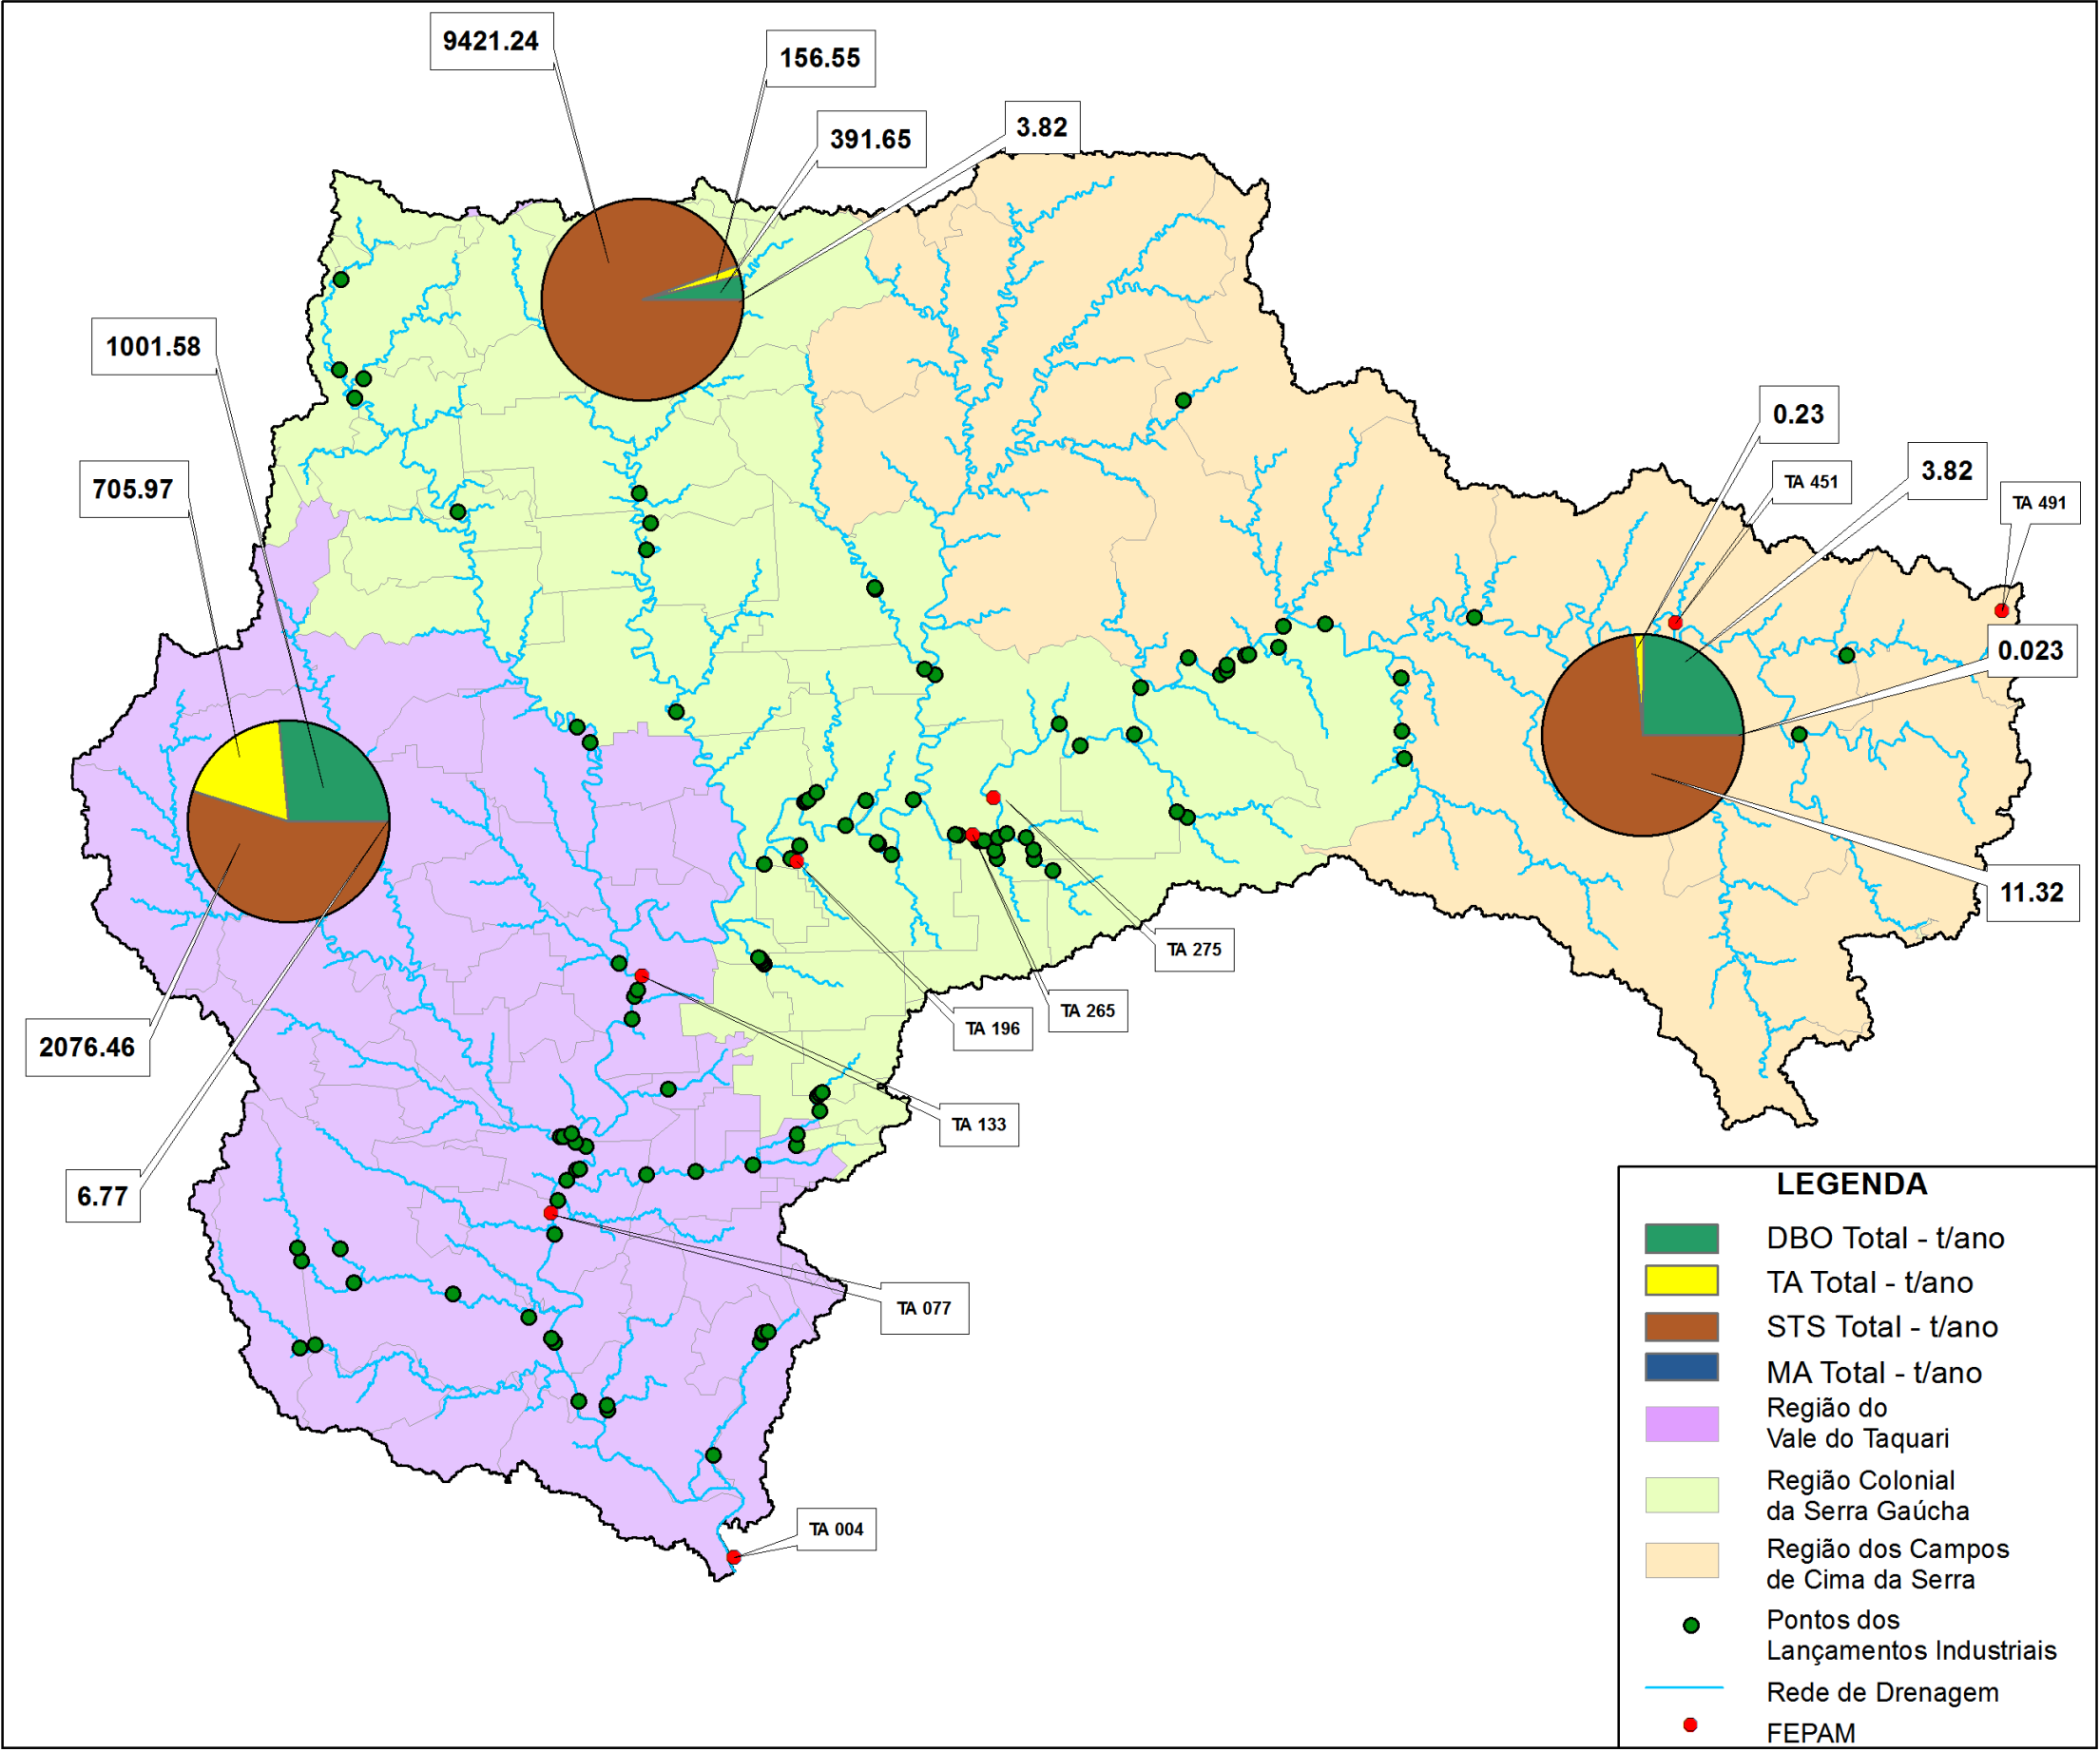 9421.24
156.55
391.65
3.82
1001.58
705.97
0.23
3.82
TA 451
TA 491
0.023
11.32
TA 275
TA 265
TA 196
2076.46
TA 133
6.77
TA 077
TA 004
LEGENDA
DBO Total - t/ano
TA Total - t/ano
STS Total - t/ano
MA Total - t/ano
Região do
Vale do Taquari
Região Colonial
da Serra Gaúcha
Região dos Campos
de Cima da Serra
Pontos dos
Lançamentos Industriais
Rede de Drenagem
FEPAM